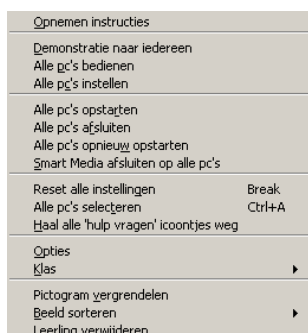 Opnemen instructies
Demonstratie naar iedereen
Alle pc's bedienen
Alle pc's instellen
Alle pc's opstarten
Alle pc's afsluiten
Alle pc's opnieuw opstarten
Smart Media afsluiten op alle pc's
Reset alle instellingen Break
Alle pc's selecteren Ctrl+A
Haal alle 'hulp vragen' icoontjes weg
Opties
Klas
Pictogram vergrendelen
Beeld sorteren
Leerling verwijderen